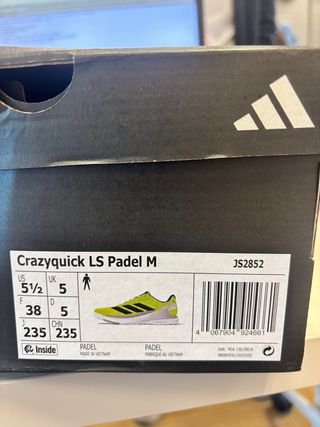 Crazyquick LS Padel M
JS2852
US UK
5½ 5
F D
38 5
J CHN
235 235
4 067904 924661
Inside
PADEL
MADE IN VIETNAM
PADEL
FABRIQUÉ AU VIETNAM